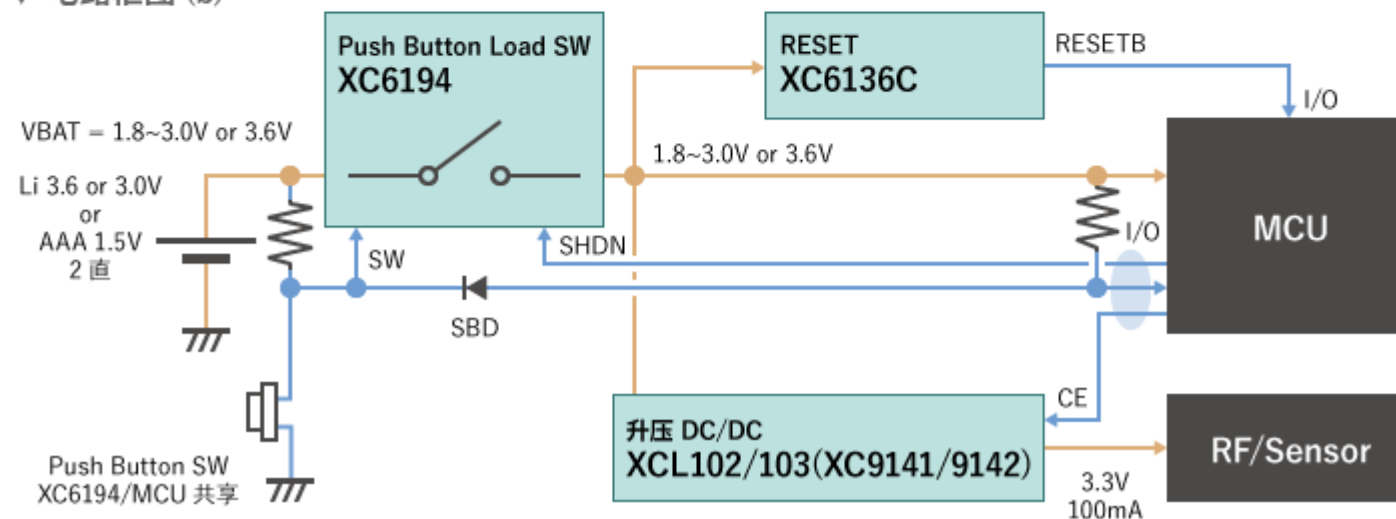 (b)
Push Button Load SW
XC6194
RESET
XC6136C
RESETB
I/O
VBAT = 1.8~3.0V or 3.6V
1.8~3.0V or 3.6V
Li 3.6 or 3.0V
or
AAA 1.5V
2 直
SW
SHDN
I/O
MCU
SBD
CE
升压 DC/DC
XCL102/103(XC9141/9142)
RF/Sensor
3.3V
100mA
Push Button SW
XC6194/MCU 共享